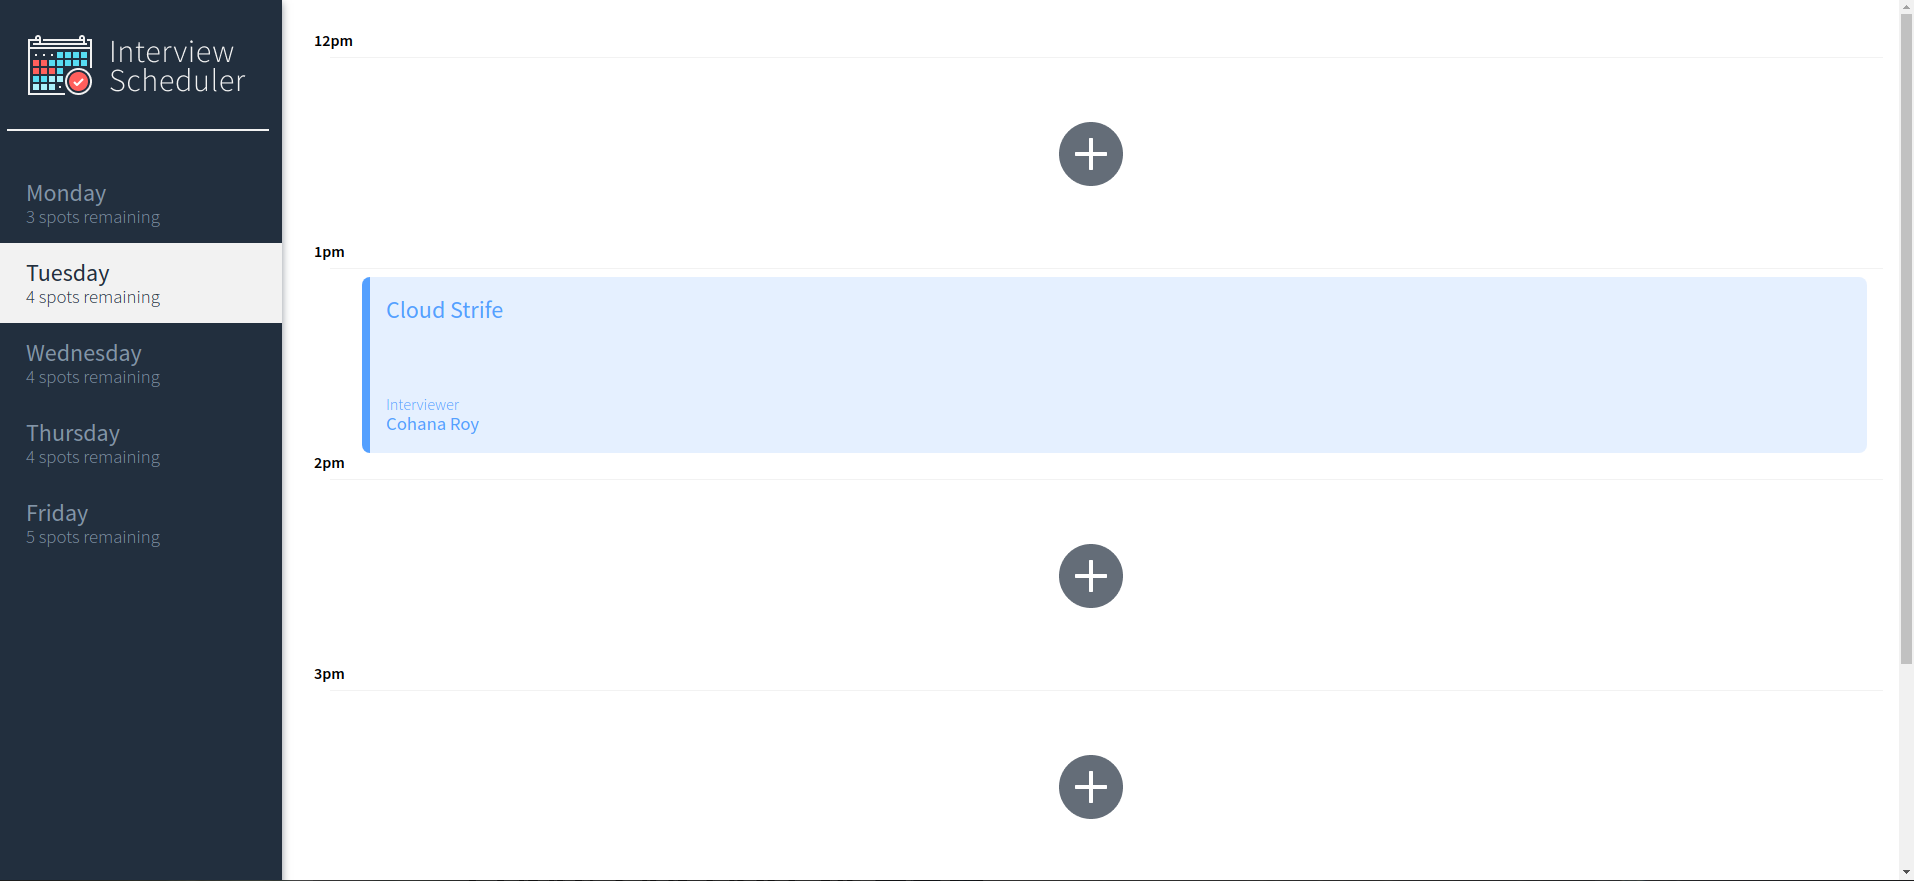 Interview
Scheduler
Monday
3 spots remaining
Tuesday
4 spots remaining
Wednesday
4 spots remaining
Thursday
4 spots remaining
Friday
5 spots remaining
12pm
1pm
Cloud Strife
Interviewer
Cohana Roy
2pm
3pm